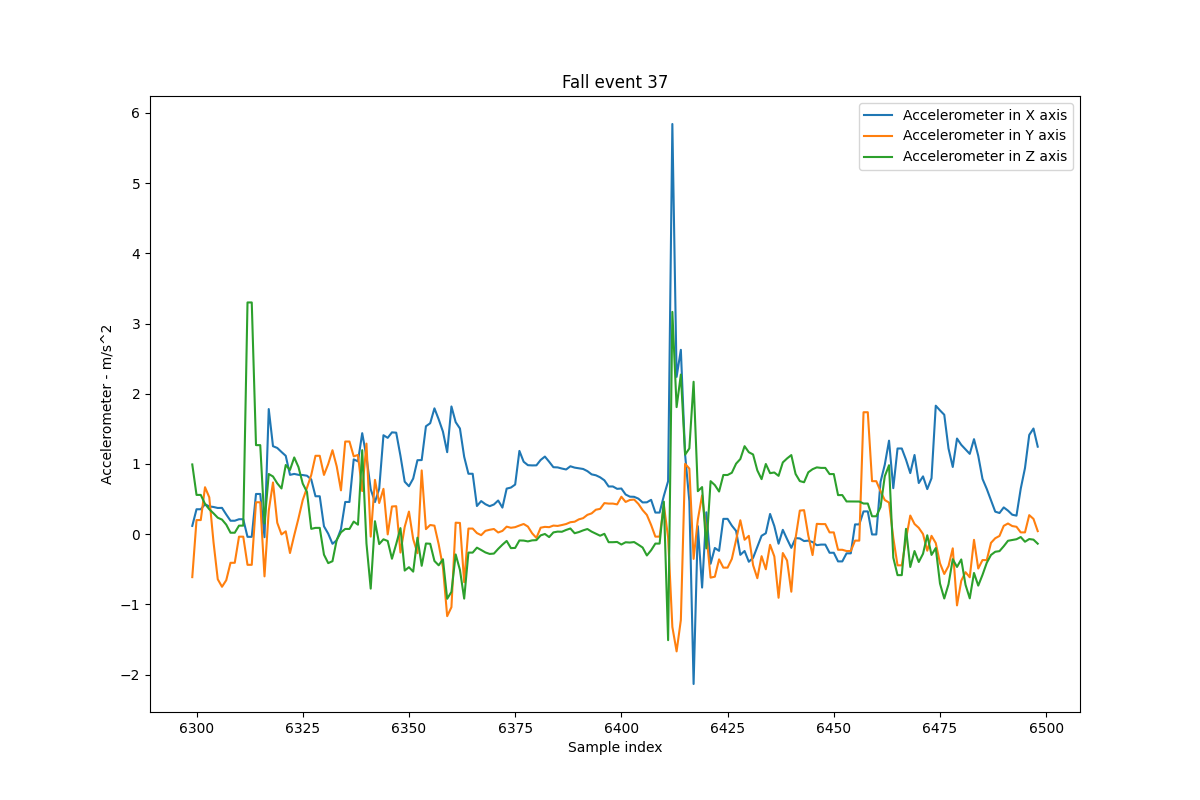 Fall event 37
Accelerometer in X axis
Accelerometer in Y axis
Accelerometer in Z axis
6
5
4
3
2
1
0
−1
−2
Accelerometer - m/s^2
6300 6325 6350 6375 6400 6425 6450 6475 6500
Sample index